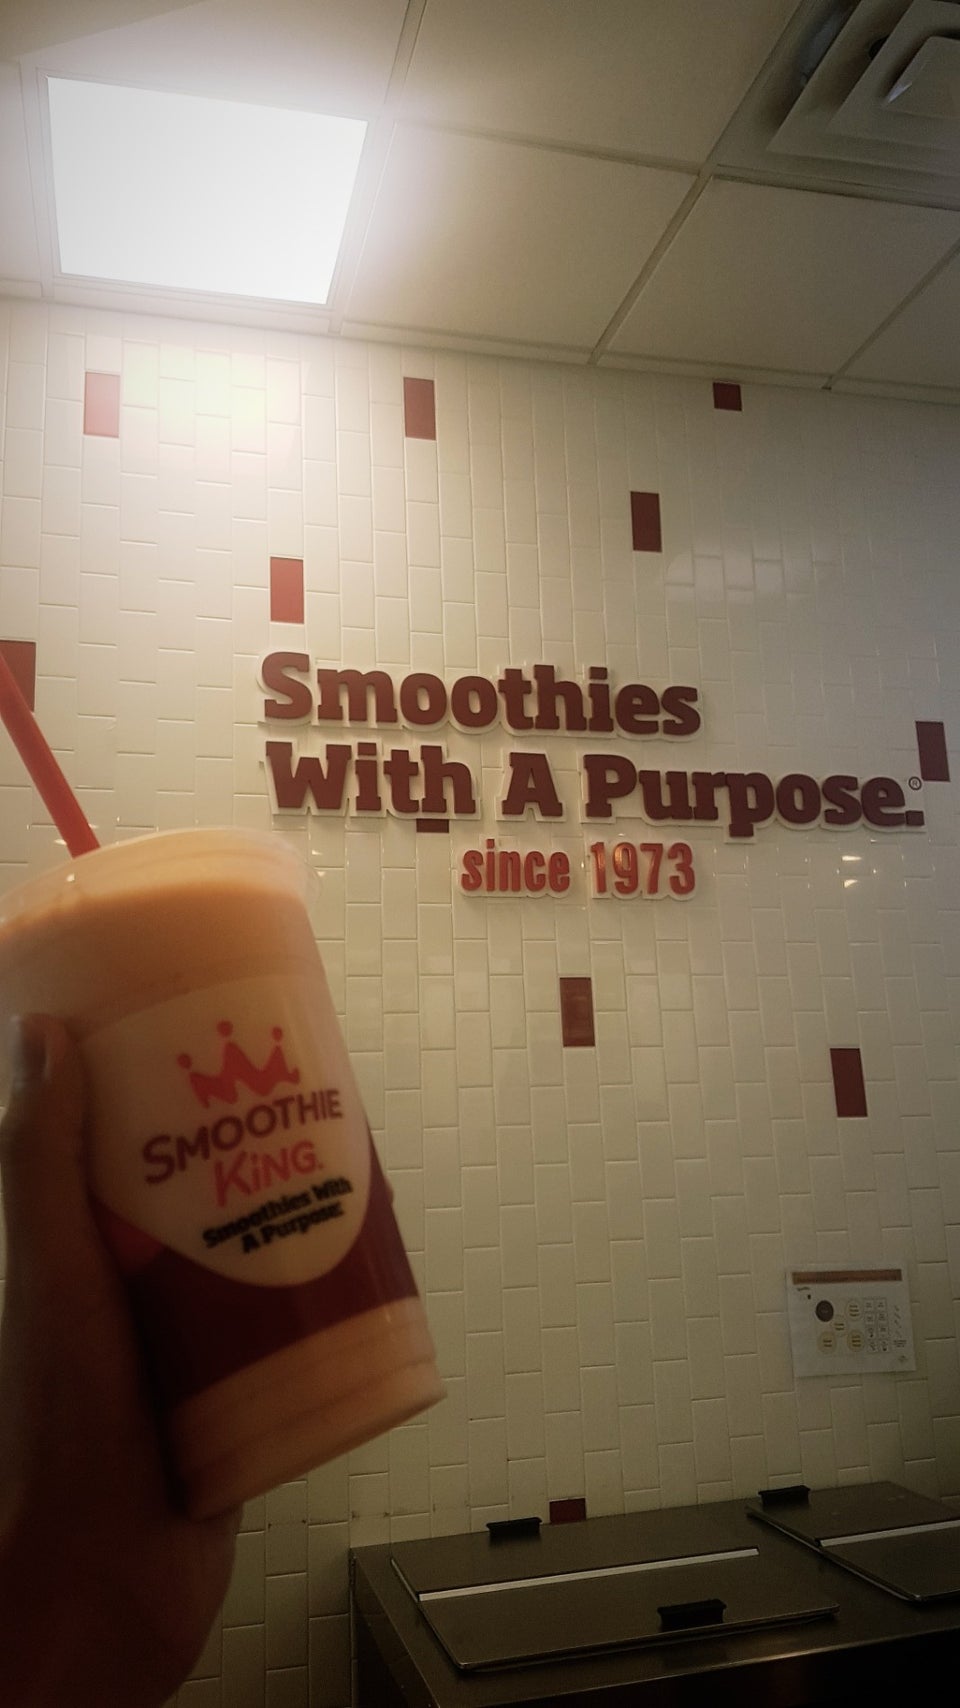 Smoothies
With A Purpose.®
since 1973
SMOOTHIE
KiNG.
Smoothies With
A Purpose.